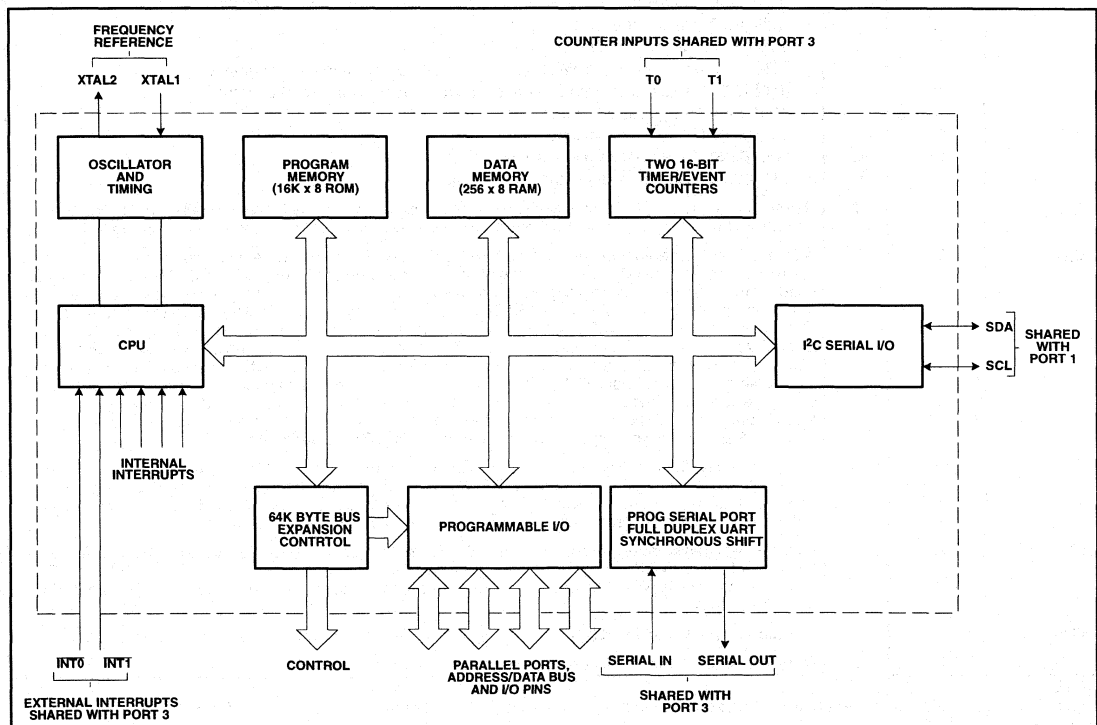 FREQUENCY
REFERENCE
XTAL2 XTAL1
COUNTER INPUTS SHARED WITH PORT 3
T0 T1
OSCILLATOR
AND
TIMING
PROGRAM
MEMORY
(16K x 8 ROM)
DATA
MEMORY
(256 x 8 RAM)
TWO 16-BIT
TIMER/EVENT
COUNTERS
CPU
I²C SERIAL I/O
SDA
SCL
SHARED
WITH
PORT 1
INTERNAL
INTERRUPTS
64K BYTE BUS
EXPANSION
CONTRTOL
PROGRAMMABLE I/O
PROG SERIAL PORT
FULL DUPLEX UART
SYNCHRONOUS SHIFT
INT0 INT1
EXTERNAL INTERRUPTS
SHARED WITH PORT 3
CONTROL
PARALLEL PORTS,
ADDRESS/DATA BUS
AND I/O PINS
SERIAL IN SERIAL OUT
SHARED WITH
PORT 3